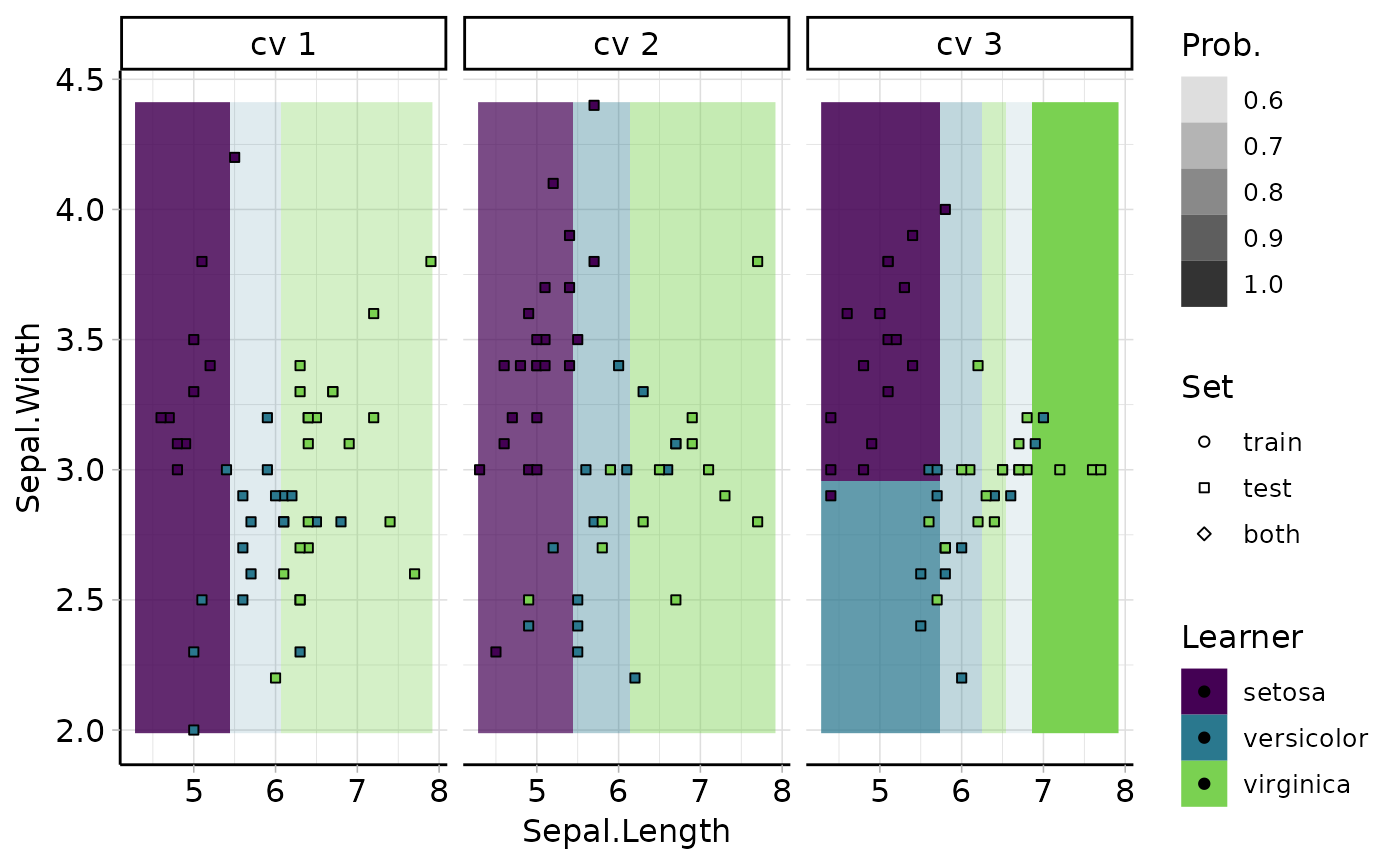 cv 1
cv 2
cv 3
Sepal.Width
4.5
4.0
3.5
3.0
2.5
2.0
5 6 7 8
5 6 7 8
5 6 7 8
Sepal.Length
Prob.
0.6
0.7
0.8
0.9
1.0
Set
train
test
both
Learner
setosa
versicolor
virginica